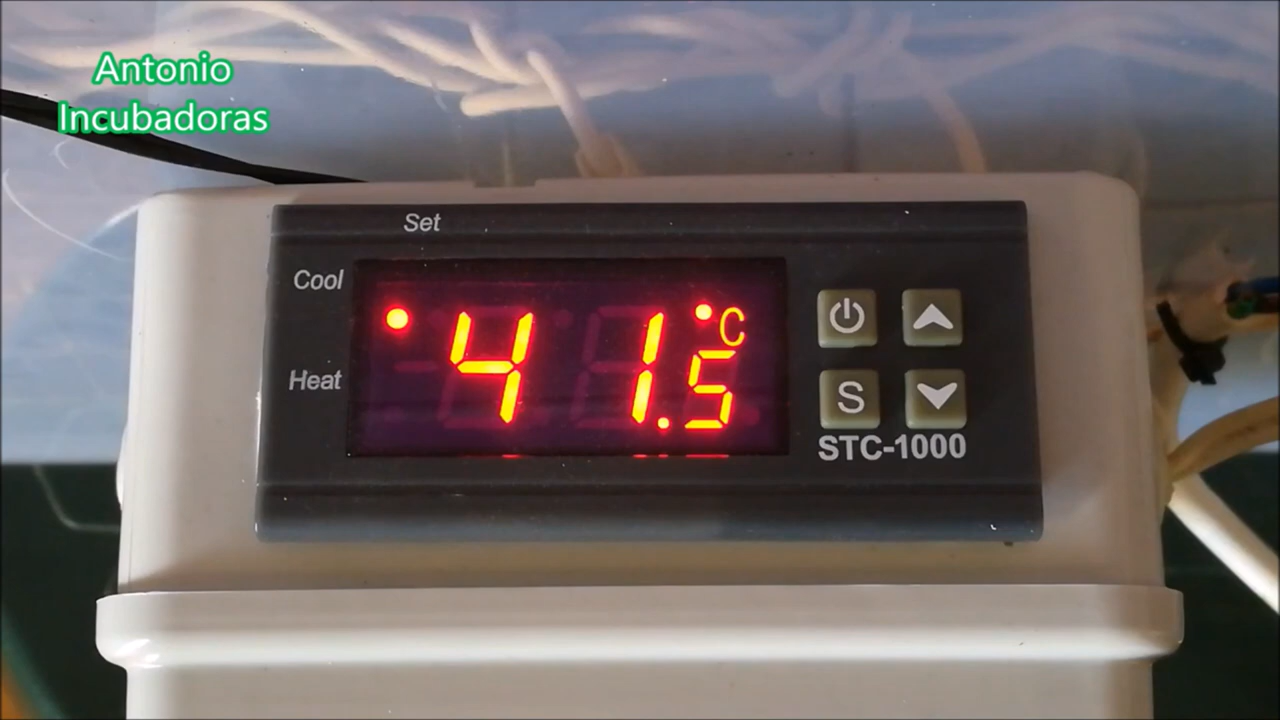 Antonio
Incubadoras
Set
Cool
41.5 °C
Heat
S
STC-1000